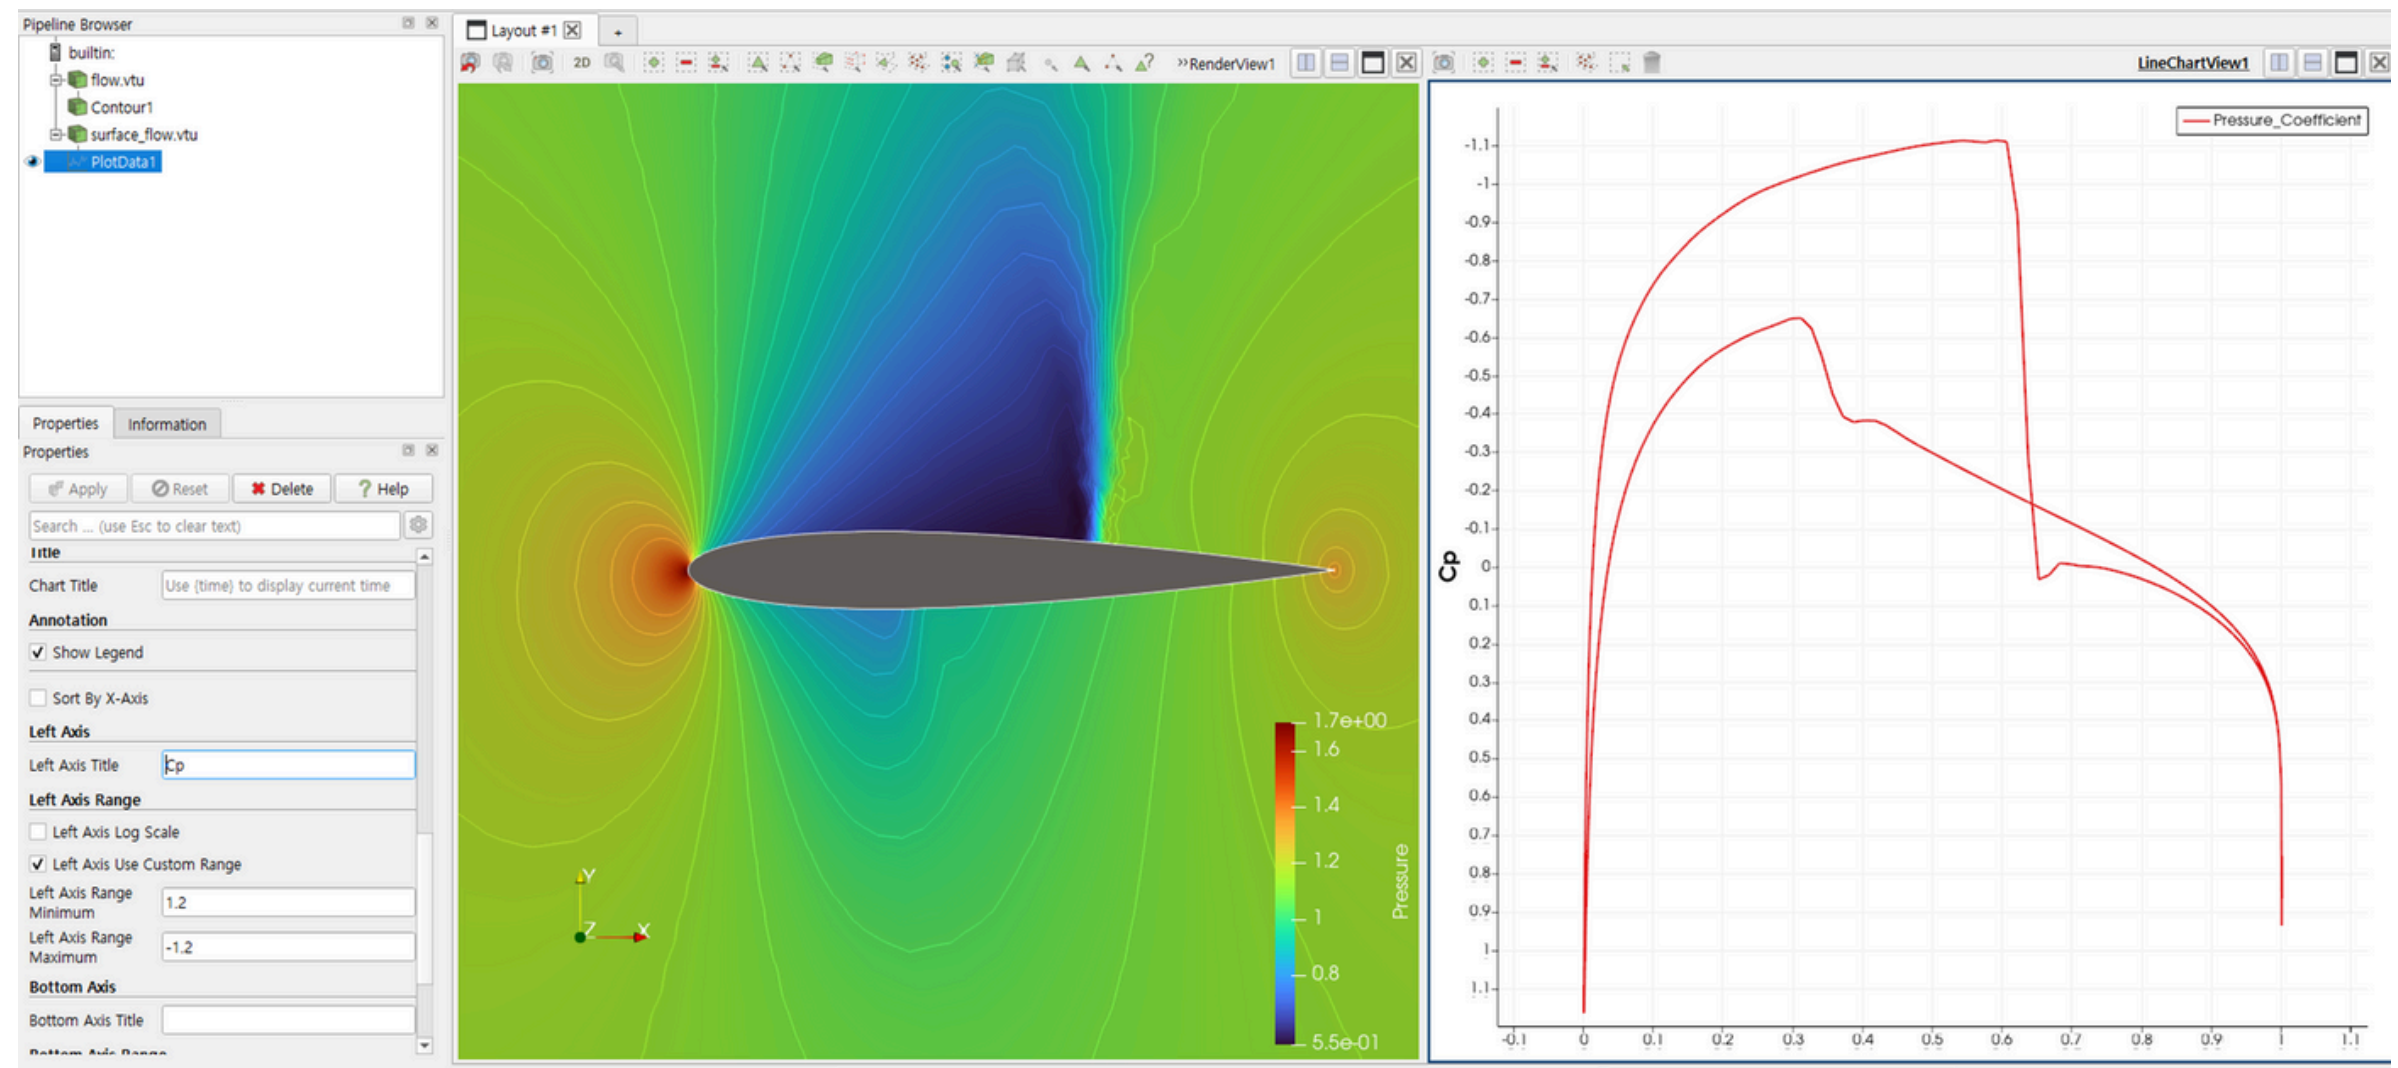 Pipeline Browser
builtin:
flow.vtu
Contour1
surface_flow.vtu
PlotData1
Properties Information
Properties
Apply Reset Delete Help
Search ... (use Esc to clear text)
Title
Chart Title Use {time} to display current time
Annotation
Show Legend
Sort By X-Axis
Left Axis
Left Axis Title Cp
Left Axis Range
Left Axis Log Scale
Left Axis Use Custom Range
Left Axis Range
Minimum
1.2
Left Axis Range
Maximum
-1.2
Bottom Axis
Bottom Axis Title
Bottom Axis Range
Layout #1 +
2D
»RenderView1
Y
Z X
1.7e+00
1.6
1.4
1.2
1
0.8
5.5e-01
Pressure
LineChartView1
Pressure_Coefficient
-1.1
-1
-0.9
-0.8
-0.7
-0.6
-0.5
-0.4
-0.3
-0.2
-0.1
0
0.1
0.2
0.3
0.4
0.5
0.6
0.7
0.8
0.9
1
1.1
Cp
-0.1 0 0.1 0.2 0.3 0.4 0.5 0.6 0.7 0.8 0.9 1 1.1